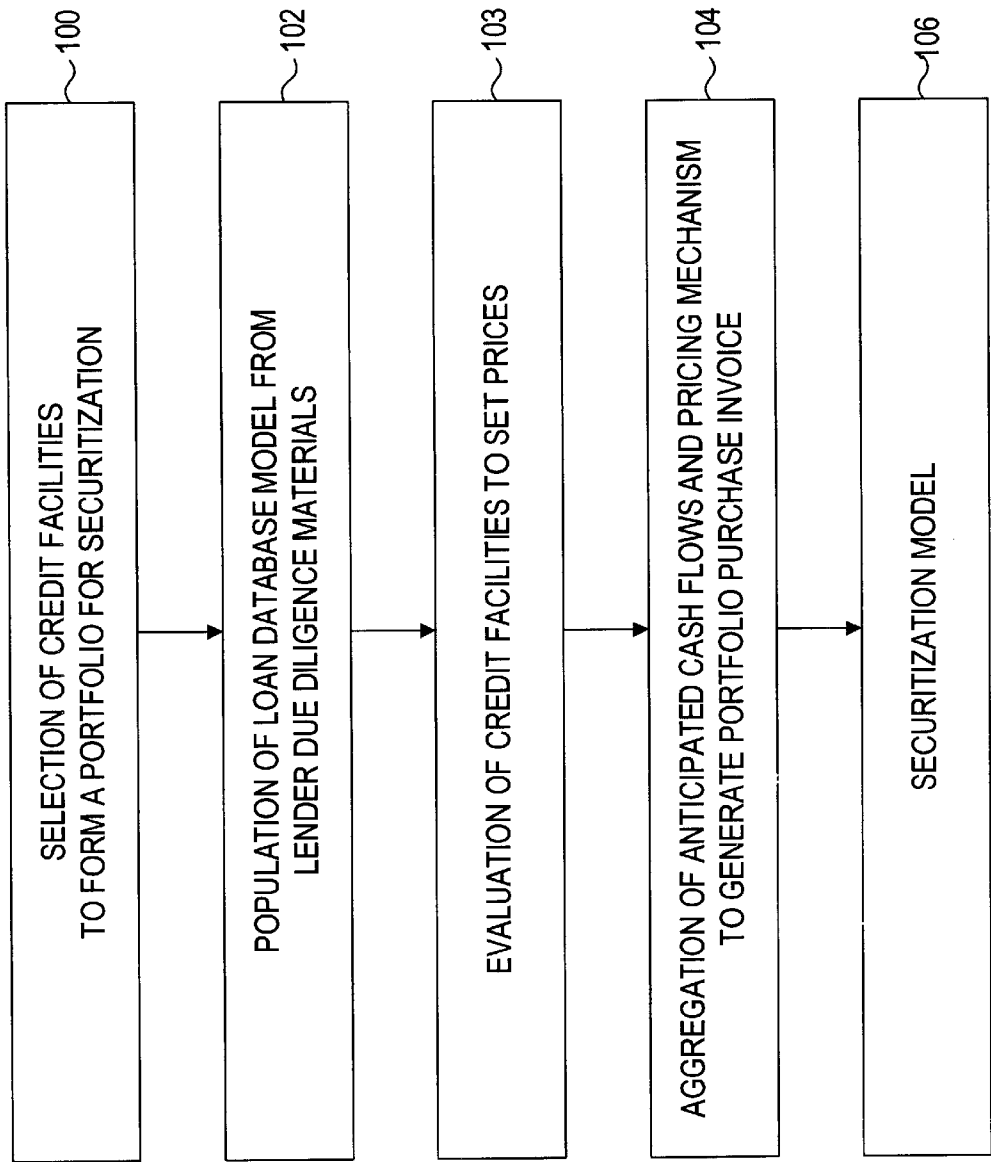 SELECTION OF CREDIT FACILITIES
TO FORM A PORTFOLIO FOR SECURITIZATION
100
POPULATION OF LOAN DATABASE MODEL FROM
LENDER DUE DILIGENCE MATERIALS
102
EVALUATION OF CREDIT FACILITIES TO SET PRICES
103
AGGREGATION OF ANTICIPATED CASH FLOWS AND PRICING MECHANISM
TO GENERATE PORTFOLIO PURCHASE INVOICE
104
SECURITIZATION MODEL
106